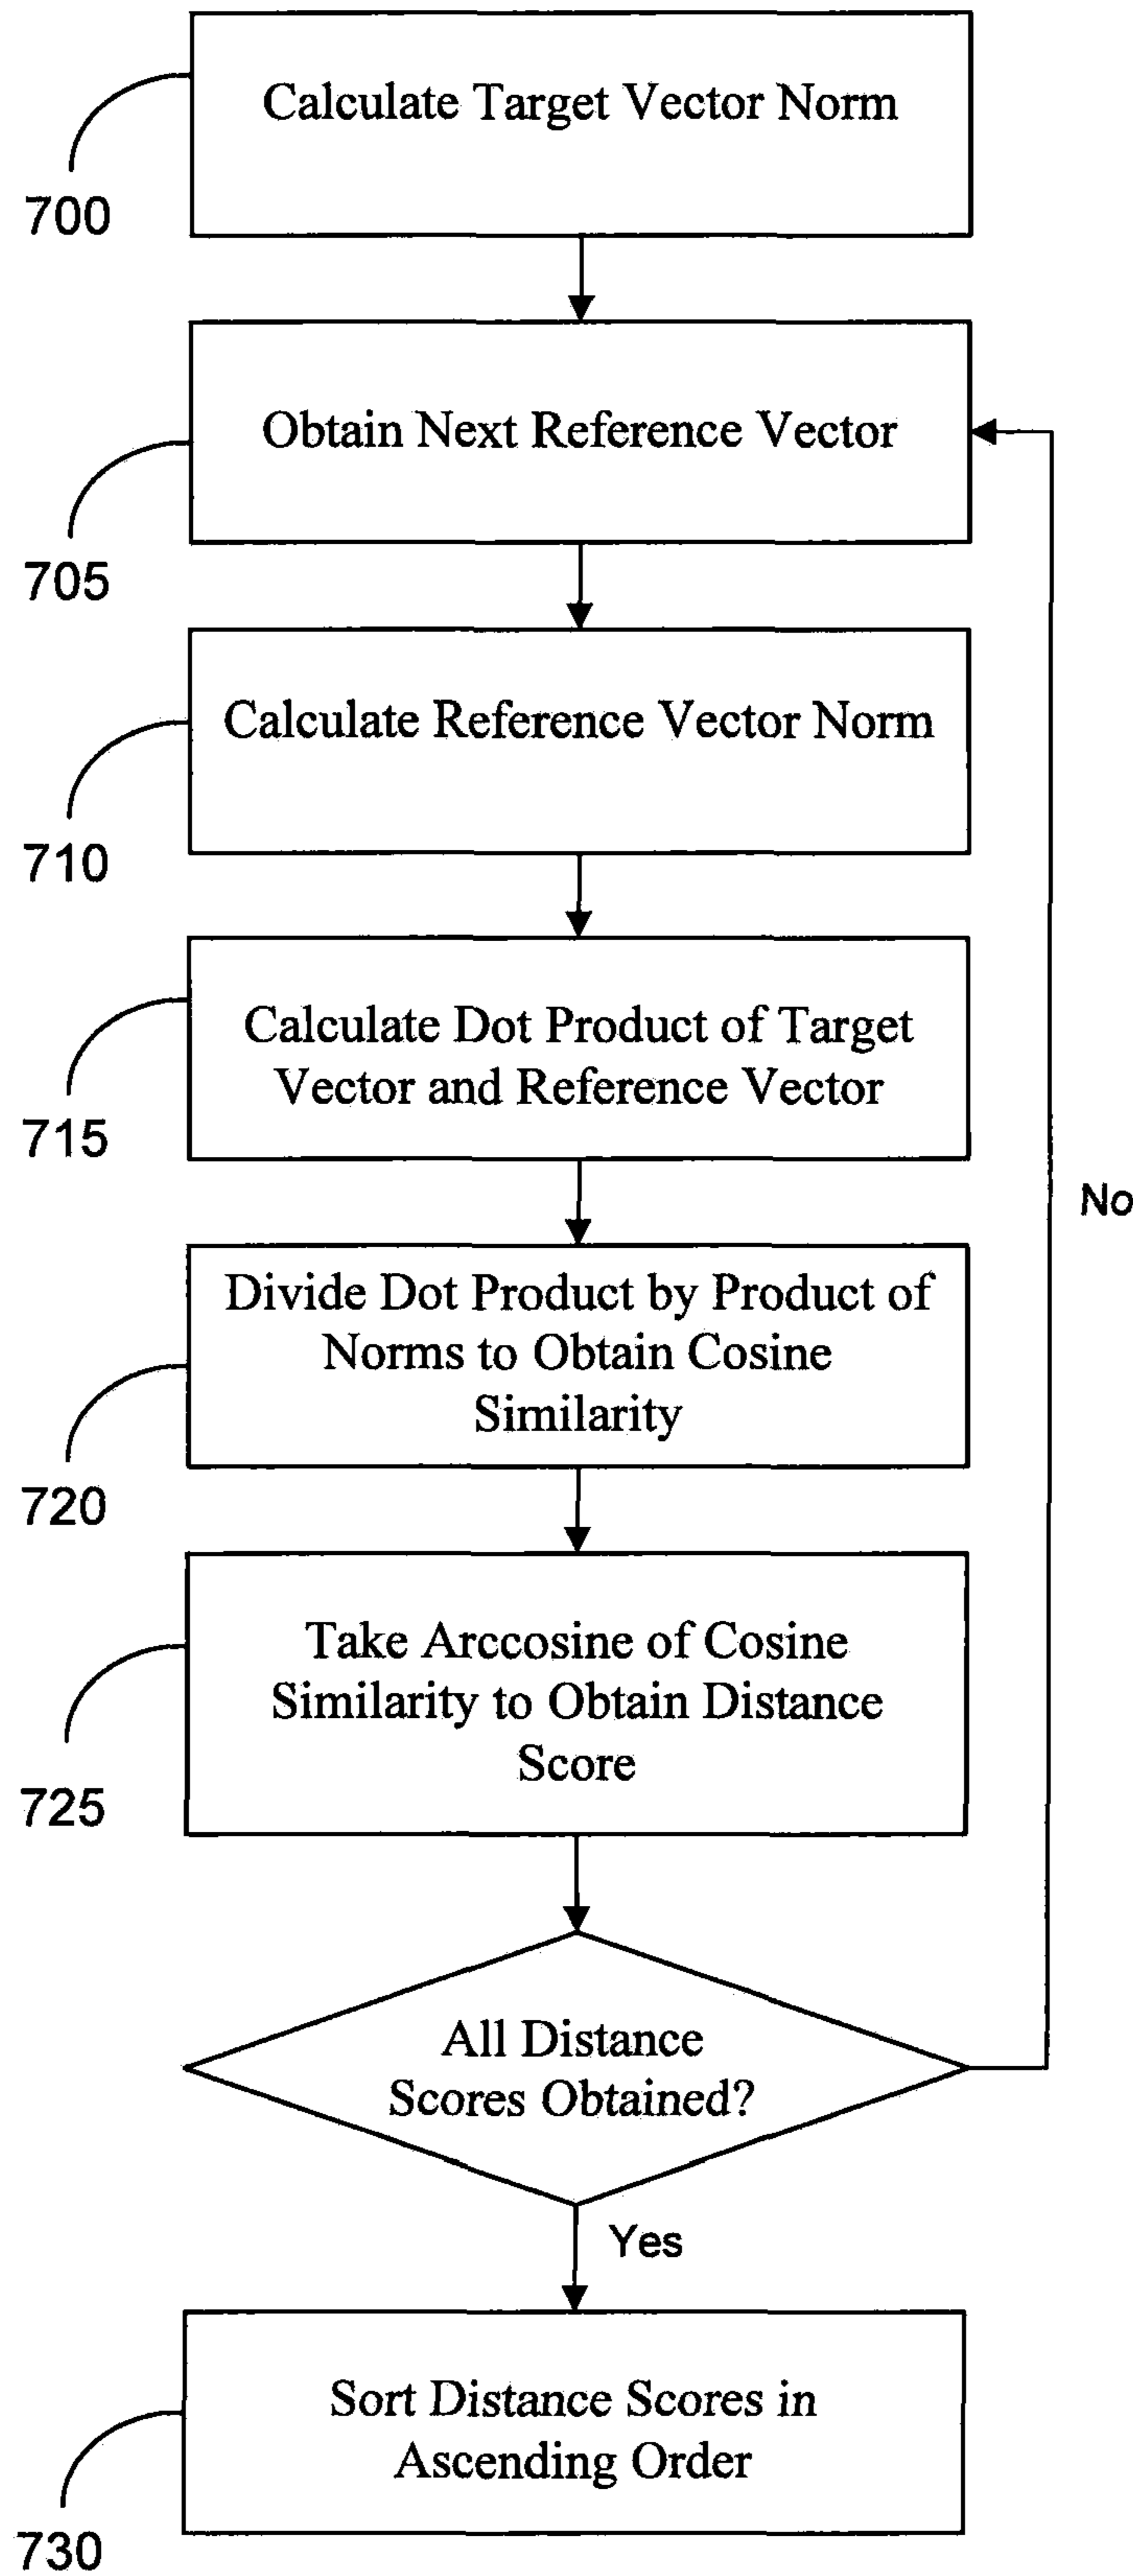 Calculate Target Vector Norm
700
Obtain Next Reference Vector
705
Calculate Reference Vector Norm
710
Calculate Dot Product of Target
Vector and Reference Vector
715
No
Divide Dot Product by Product of
Norms to Obtain Cosine
Similarity
720
Take Arccosine of Cosine
Similarity to Obtain Distance
Score
725
All Distance
Scores Obtained?
Yes
Sort Distance Scores in
Ascending Order
730